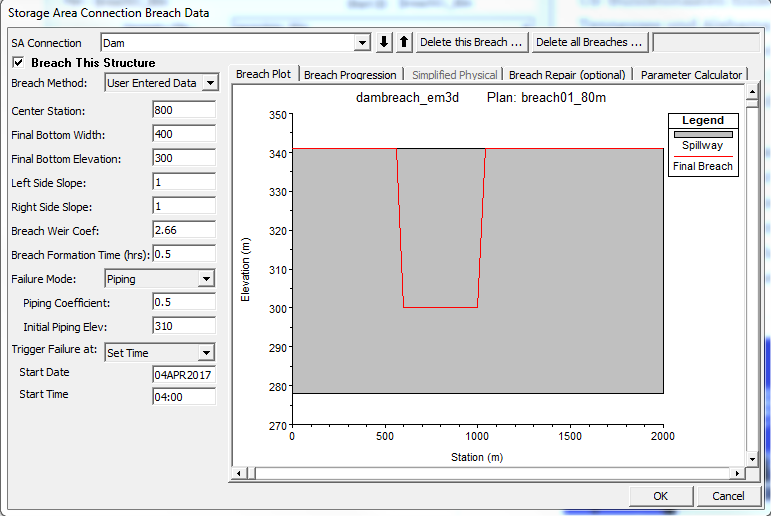 Storage Area Connection Breach Data
SA Connection Dam Delete this Breach ... Delete all Breaches ...
Breach This Structure
Breach Method: User Entered Data
Center Station: 800
Final Bottom Width: 400
Final Bottom Elevation: 300
Left Side Slope: 1
Right Side Slope: 1
Breach Weir Coef: 2.66
Breach Formation Time (hrs): 0.5
Failure Mode: Piping
Piping Coefficient: 0.5
Initial Piping Elev: 310
Trigger Failure at: Set Time
Start Date 04APR2017
Start Time 04:00
Breach Plot Breach Progression Simplified Physical Breach Repair (optional) Parameter Calculator
dambreach_em3d Plan: breach01_80m
Legend
Spillway
Final Breach
Elevation (m)
350
340
330
320
310
300
290
280
270
0 500 1000 1500 2000
Station (m)
OK Cancel